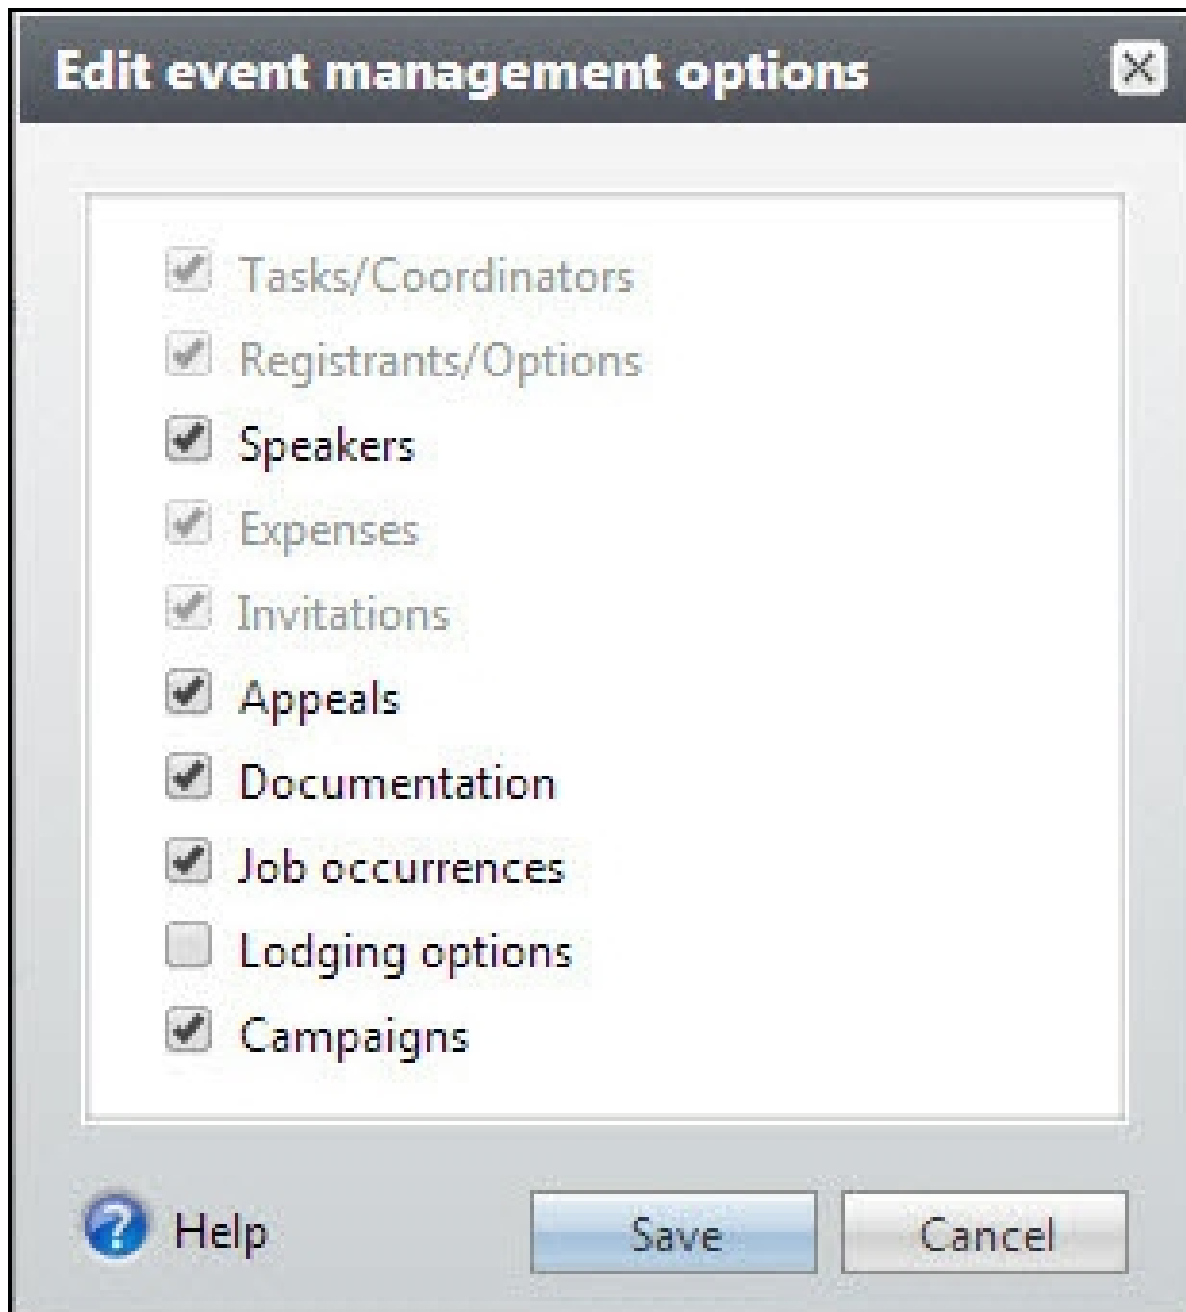 Edit event management options
Tasks/Coordinators
Registrants/Options
Speakers
Expenses
Invitations
Appeals
Documentation
Job occurrences
Lodging options
Campaigns
Help
Save
Cancel